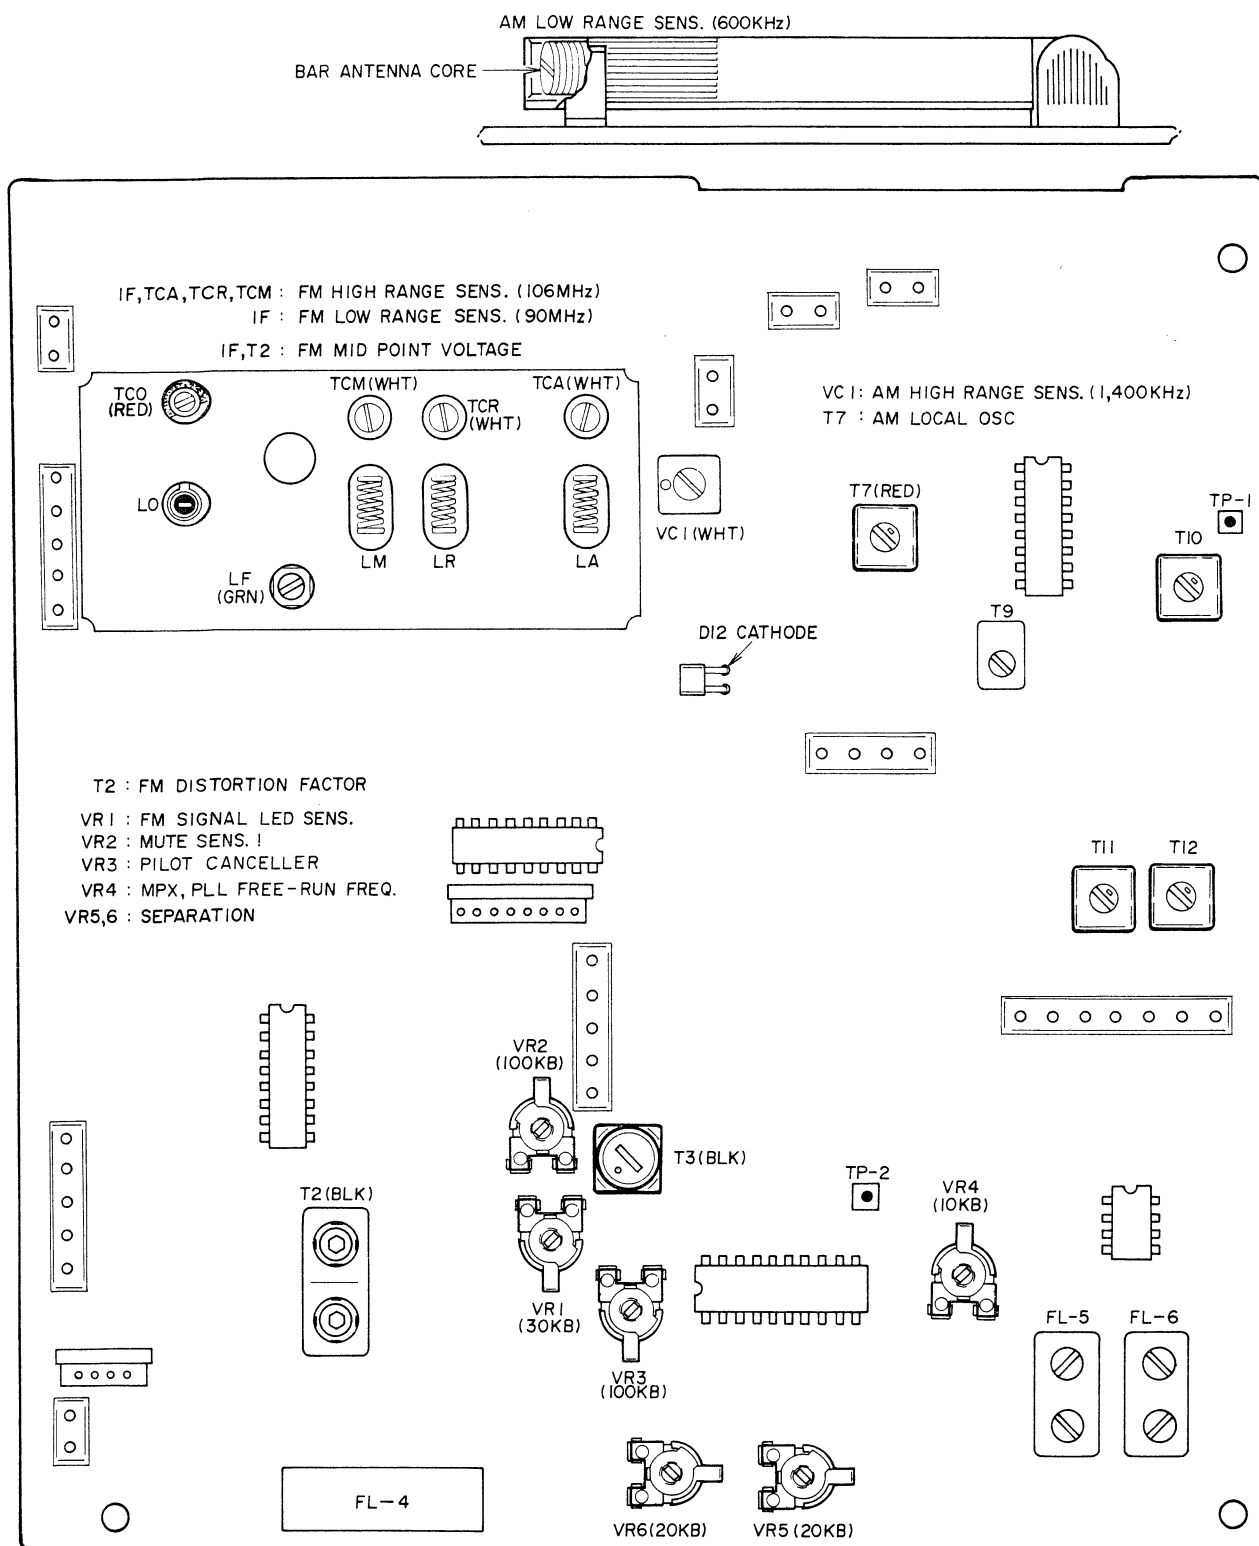 AM LOW RANGE SENS. (600KHz)
BAR ANTENNA CORE
IF,TCA,TCR,TCM : FM HIGH RANGE SENS. (106MHz)
IF : FM LOW RANGE SENS. (90MHz)
IF,T2 : FM MID POINT VOLTAGE
TCO
(RED)
TCM(WHT)
TCR
(WHT)
TCA(WHT)
VC1: AM HIGH RANGE SENS. (1,400KHz)
T7 : AM LOCAL OSC
LO
LM
LR
LA
LF
(GRN)
VC1(WHT)
T7(RED)
TP-1
T10
T9
D12 CATHODE
T2 : FM DISTORTION FACTOR
VR1 : FM SIGNAL LED SENS.
VR2 : MUTE SENS. 1
VR3 : PILOT CANCELLER
VR4 : MPX, PLL FREE-RUN FREQ.
VR5,6 : SEPARATION
T11
T12
VR2
(100KB)
T3(BLK)
T2(BLK)
TP-2
VR4
(10KB)
VR1
(30KB)
VR3
(100KB)
FL-5
FL-6
FL-4
VR6(20KB)
VR5(20KB)